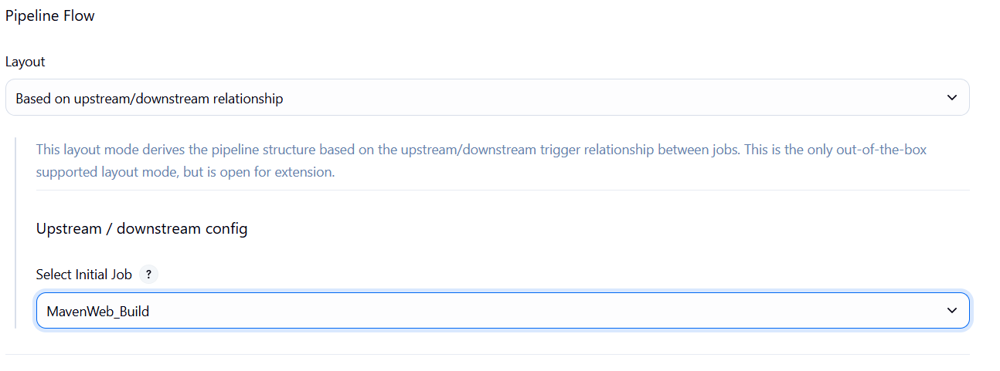 Pipeline Flow
Layout
Based on upstream/downstream relationship
This layout mode derives the pipeline structure based on the upstream/downstream trigger relationship between jobs. This is the only out-of-the-box
supported layout mode, but is open for extension.
Upstream / downstream config
Select Initial Job ?
MavenWeb_Build